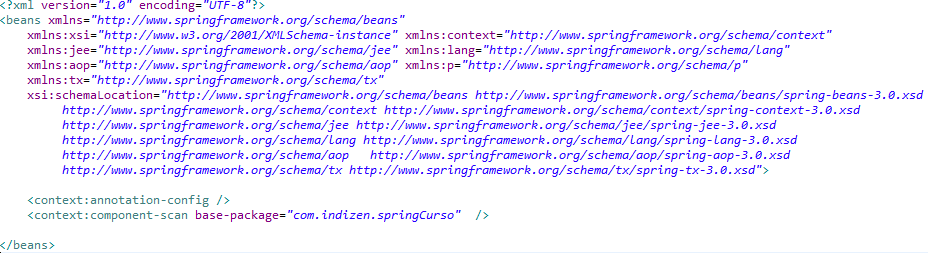 <?xml version="1.0" encoding="UTF-8"?>
<beans xmlns="http://www.springframework.org/schema/beans"
xmlns:xsi="http://www.w3.org/2001/XMLSchema-instance" xmlns:context="http://www.springframework.org/schema/context"
xmlns:jee="http://www.springframework.org/schema/jee" xmlns:lang="http://www.springframework.org/schema/lang"
xmlns:aop="http://www.springframework.org/schema/aop" xmlns:p="http://www.springframework.org/schema/p"
xmlns:tx="http://www.springframework.org/schema/tx"
xsi:schemaLocation="http://www.springframework.org/schema/beans http://www.springframework.org/schema/beans/spring-beans-3.0.xsd
http://www.springframework.org/schema/context http://www.springframework.org/schema/context/spring-context-3.0.xsd
http://www.springframework.org/schema/jee http://www.springframework.org/schema/jee/spring-jee-3.0.xsd
http://www.springframework.org/schema/lang http://www.springframework.org/schema/lang/spring-lang-3.0.xsd
http://www.springframework.org/schema/aop   http://www.springframework.org/schema/aop/spring-aop-3.0.xsd
http://www.springframework.org/schema/tx http://www.springframework.org/schema/tx/spring-tx-3.0.xsd">
<context:annotation-config />
<context:component-scan base-package="com.indizen.springCurso"  />
</beans>